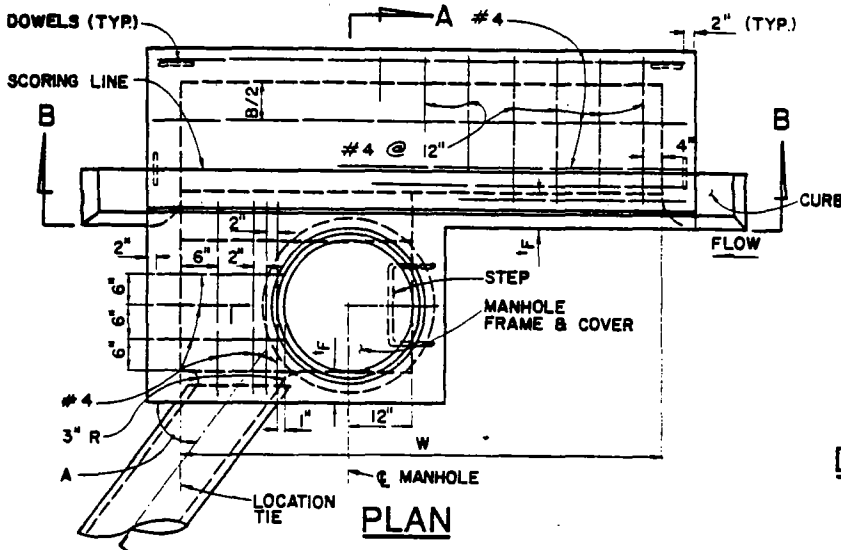 DOWELS (TYP.)
A
#4
2" (TYP.)
SCORING LINE
B/2
B
B
#4 @ 12"
4"
CURB
2"
FLOW
2"
6"
2"
STEP
6"
MANHOLE
FRAME & COVER
6"
6"
#4
1"
12"
3" R
W
A
℄ MANHOLE
LOCATION
TIE
PLAN